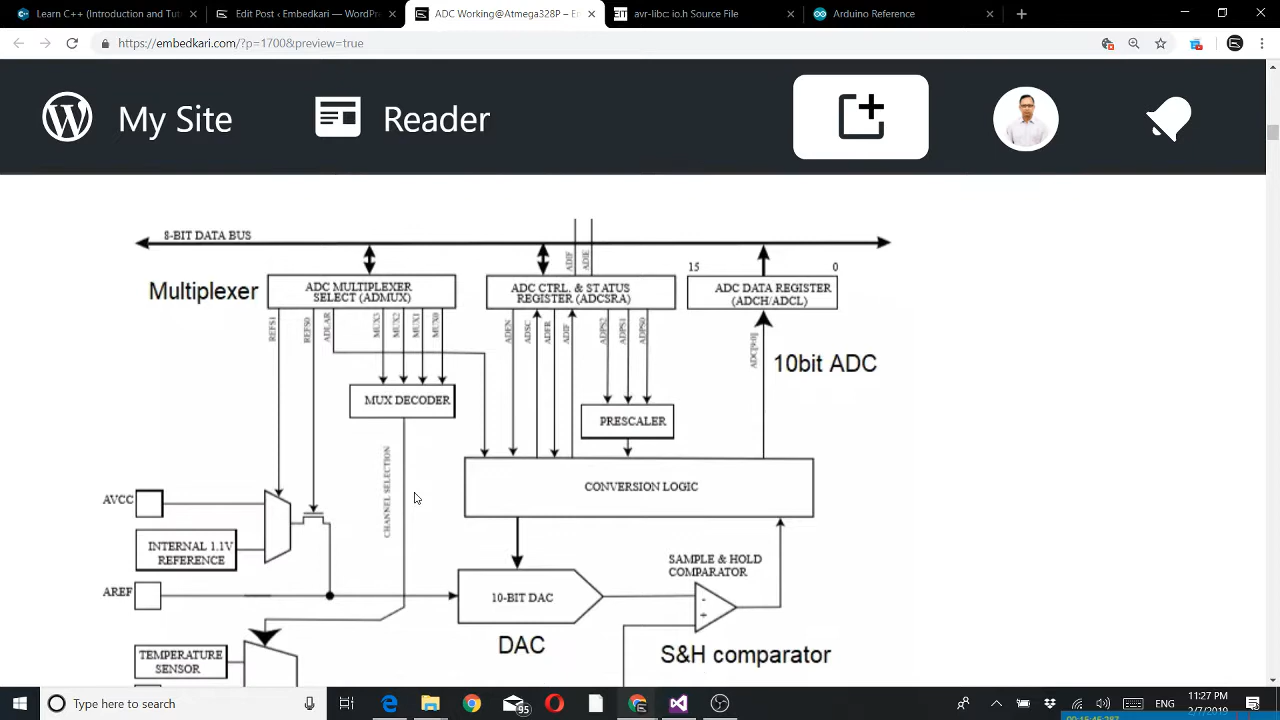 Learn C++ (Introduction and Tut
Edit Post ‹ Embedkari — WordPr
ADC Working@Atmega328P – En
avr-libc: io.h Source File
Arduino Reference
https://embedkari.com/?p=1700&preview=true
My Site
Reader
8-BIT DATA BUS
ADIF
ADIE
15
0
Multiplexer
ADC MULTIPLEXER
SELECT (ADMUX)
ADC CTRL. & STATUS
REGISTER (ADCSRA)
ADC DATA REGISTER
(ADCH/ADCL)
REFS1
REFS0
ADLAR
MUX3
MUX2
MUX1
MUX0
ADEN
ADSC
ADFR
ADIF
ADPS2
ADPS1
ADPS0
ADC[9:0]
10bit ADC
MUX DECODER
PRESCALER
CHANNEL SELECTION
CONVERSION LOGIC
AVCC
INTERNAL 1.1V
REFERENCE
SAMPLE & HOLD
COMPARATOR
AREF
10-BIT DAC
-
+
DAC
S&H comparator
TEMPERATURE
SENSOR
Type here to search
95
ENG
11:27 PM
2/7/2019